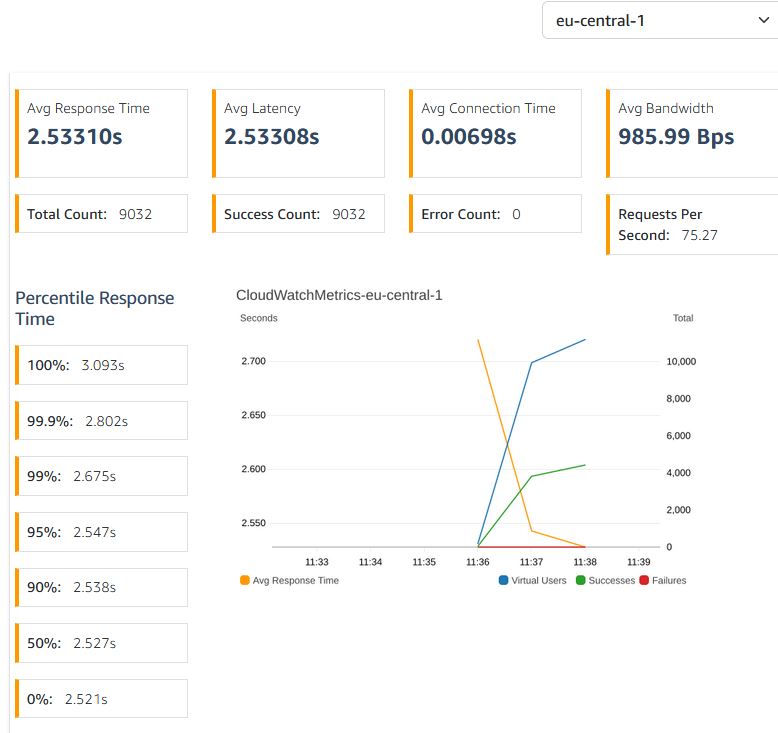 eu-central-1
Avg Response Time
2.53310s
Avg Latency
2.53308s
Avg Connection Time
0.00698s
Avg Bandwidth
985.99 Bps
Total Count: 9032
Success Count: 9032
Error Count: 0
Requests Per
Second: 75.27
Percentile Response
Time
100%: 3.093s
99.9%: 2.802s
99%: 2.675s
95%: 2.547s
90%: 2.538s
50%: 2.527s
0%: 2.521s
CloudWatchMetrics-eu-central-1
Seconds
Total
2.700
2.650
2.600
2.550
10,000
8,000
6,000
4,000
2,000
0
11:33 11:34 11:35 11:36 11:37 11:38 11:39
Avg Response Time
Virtual Users Successes Failures